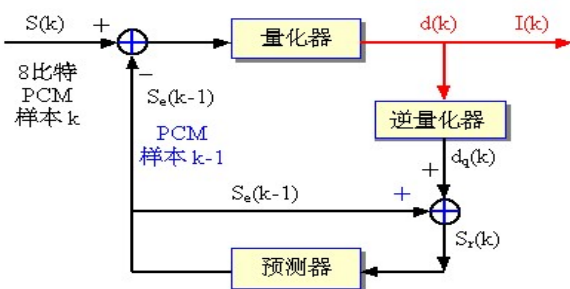 S(k)
+
量化器
d(k)
I(k)
8比特
PCM
样本 k
−
Sₑ(k-1)
PCM
样本 k-1
逆量化器
+
d_q(k)
Sₑ(k-1)
+
Sᵣ(k)
预测器